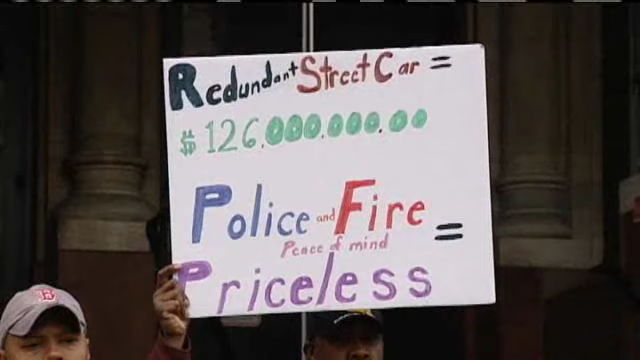 Redundant Street Car =
$126,000,000.00
Police and Fire =
Peace of mind
Priceless
B